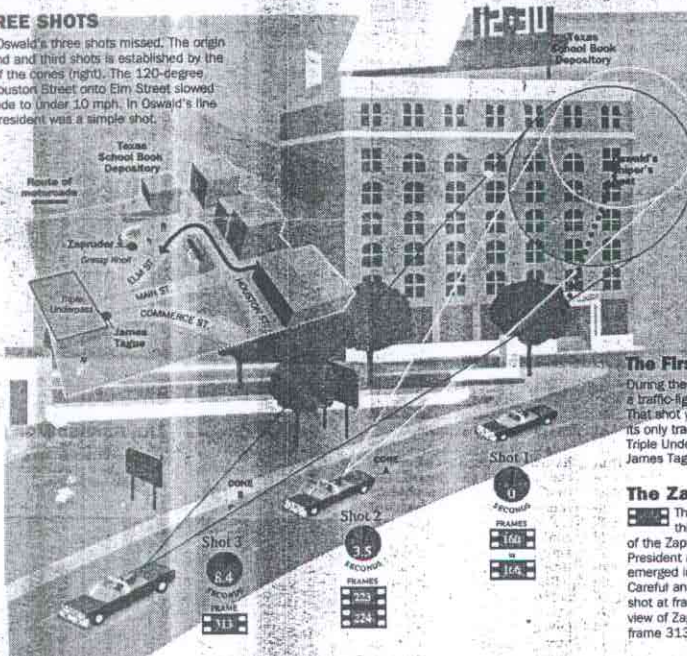 REE SHOTS
Oswald's three shots missed. The origin
nd and third shots is established by the
f the cones (right). The 120-degree
ouston Street onto Elm Street slowed
de to under 10 mph. In Oswald's line
resident was a simple shot.
Texas
School Book
Depository
Texas
School Book
Depository
Route of
Oswald's
Sniper's
Nest
Zapruder
Grassy Knoll
ELM ST.
MAIN ST.
HOUSTON ST.
COMMERCE ST.
Triple
Underpass
James
Tague
The Firs
During the
a traffic-lig
That shot
its only tra
Triple Unde
James Tag
The Za
Th
th
of the Zap
President
emerged i
Careful an
shot at fra
view of Zap
frame 313
CONE
A
CONE
B
Shot 1
0
SECONDS
FRAMES
160
to
166
Shot 2
3.5
SECONDS
FRAMES
223
224
Shot 3
8.4
SECONDS
FRAME
313